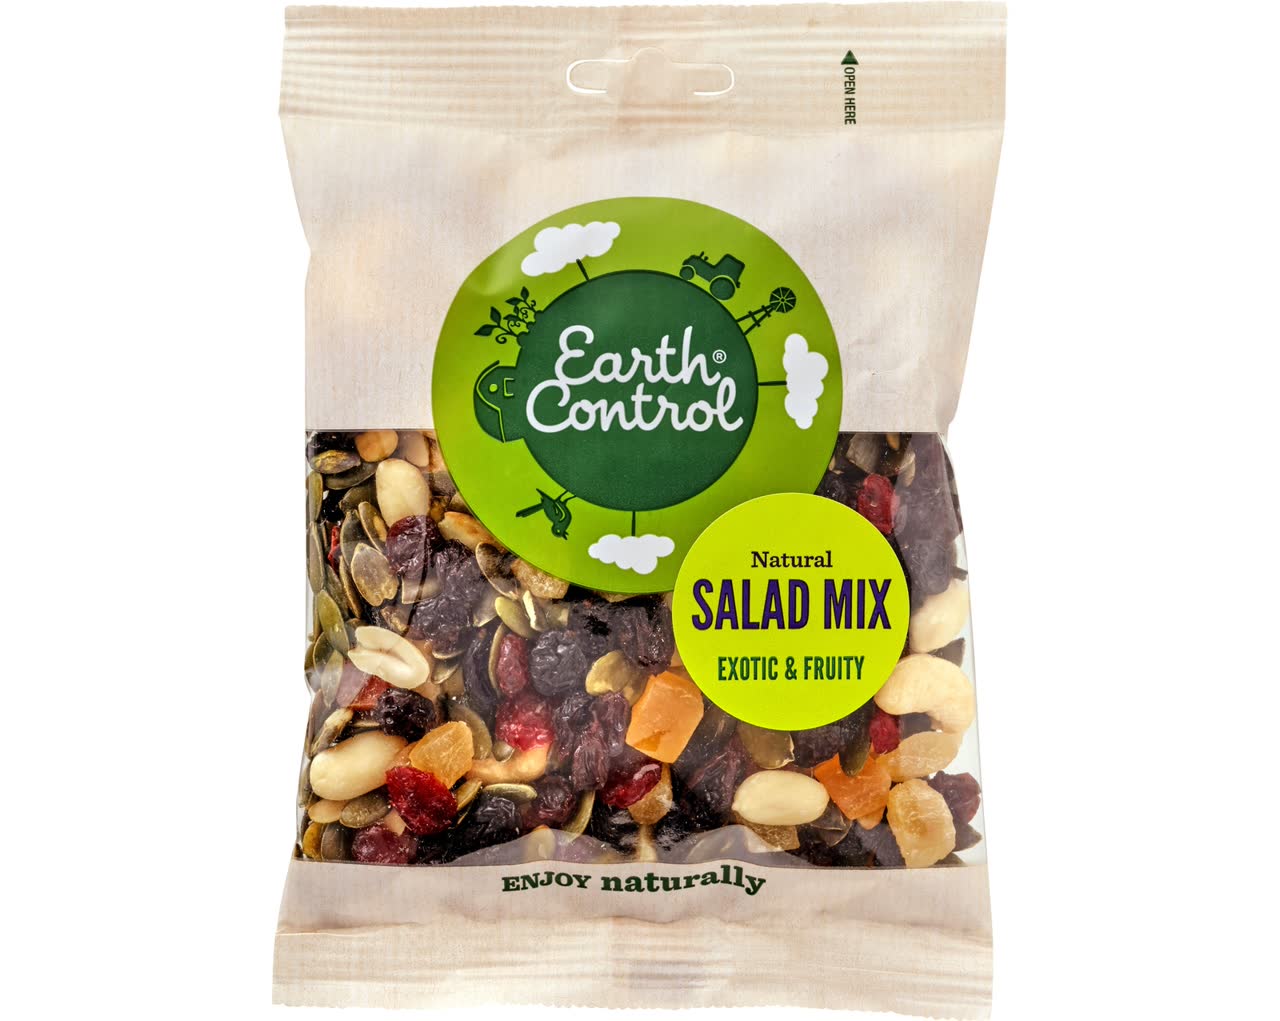 OPEN HERE
Earth®
Control
Natural
SALAD MIX
EXOTIC & FRUITY
ENJOY naturally